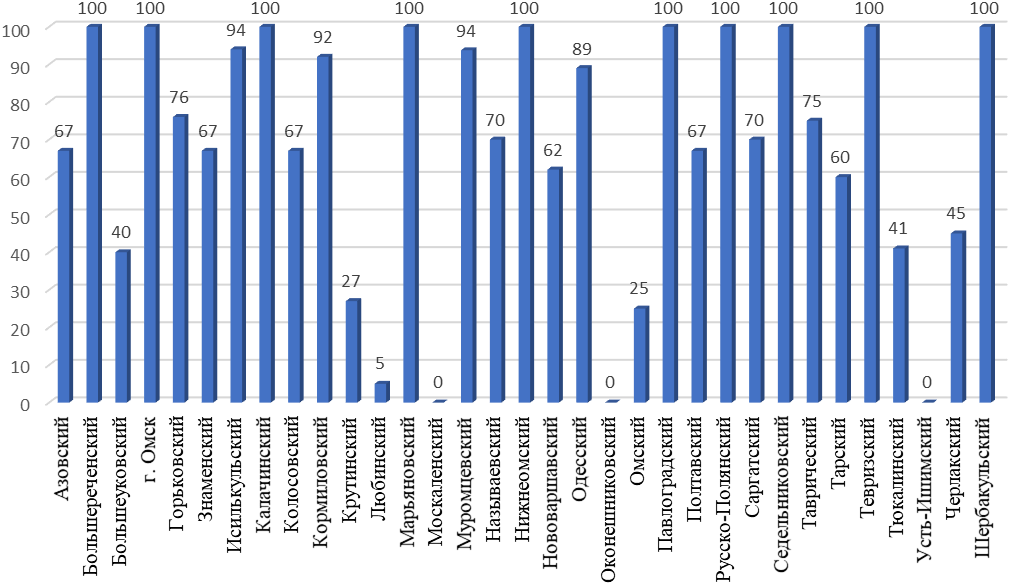 100 100 100 100 100 100 100 100 100 100
100
90
80
70
60
50
40
30
20
10
0
67
40
76
67
94
67
92
27
5
0
94
70
62
89
0
25
67
70
75
60
41
0
45
Азовский
Большереченский
Большеуковский
г. Омск
Горьковский
Знаменский
Исилькульский
Калачинский
Колосовский
Кормиловский
Крутинский
Любинский
Марьяновский
Москаленский
Муромцевский
Называевский
Нижнеомский
Нововаршавский
Одесский
Оконешниковский
Омский
Павлоградский
Полтавский
Русско-Полянский
Саргатский
Седельниковский
Таврический
Тарский
Тевризский
Тюкалинский
Усть-Ишимский
Черлакский
Шербакульский